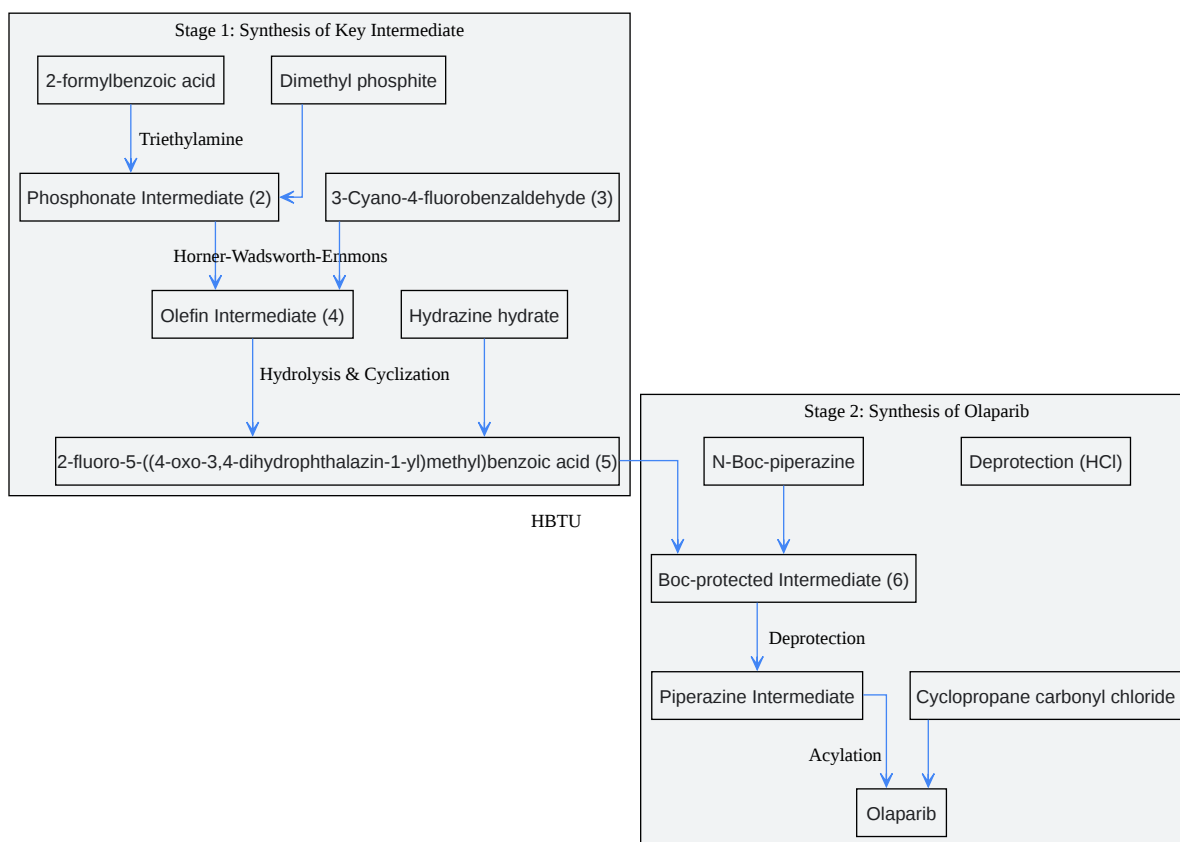 Stage 1: Synthesis of Key Intermediate
2-formylbenzoic acid
Dimethyl phosphite
Triethylamine
Phosphonate Intermediate (2)
3-Cyano-4-fluorobenzaldehyde (3)
Horner-Wadsworth-Emmons
Olefin Intermediate (4)
Hydrazine hydrate
Hydrolysis & Cyclization
2-fluoro-5-((4-oxo-3,4-dihydrophthalazin-1-yl)methyl)benzoic acid (5)
HBTU
Stage 2: Synthesis of Olaparib
N-Boc-piperazine
Deprotection (HCl)
Boc-protected Intermediate (6)
Deprotection
Piperazine Intermediate
Cyclopropane carbonyl chloride
Acylation
Olaparib